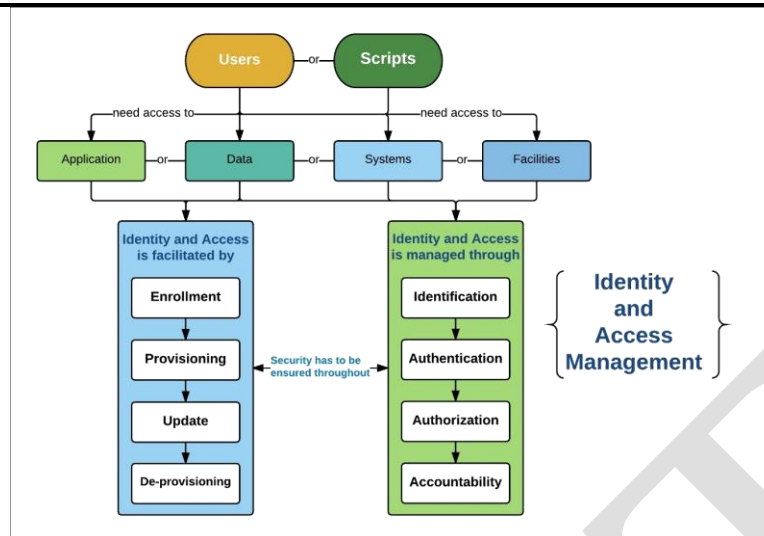 Users
or
Scripts
need access to
need access to
Application
or
Data
or
Systems
or
Facilities
Identity and Access
is facilitated by
Enrollment
Provisioning
Update
De-provisioning
Security has to be
ensured throughout
Identity and Access
is managed through
Identification
Authentication
Authorization
Accountability
Identity
and
Access
Management